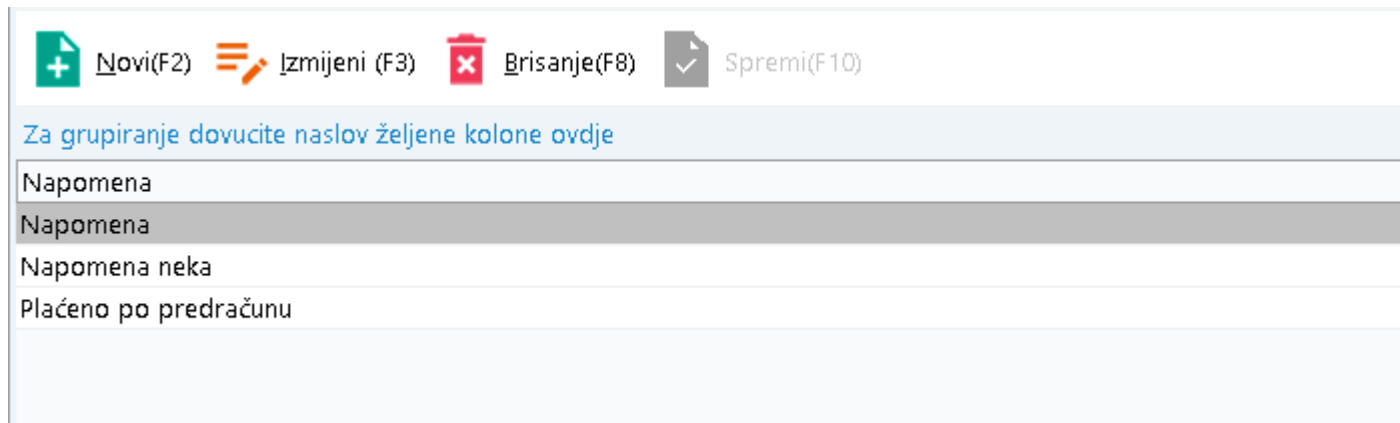 Novi(F2) Izmijeni (F3) Brisanje(F8) Spremi(F10)
Za grupiranje dovucite naslov željene kolone ovdje
Napomena
Napomena
Napomena neka
Plaćeno po predračunu